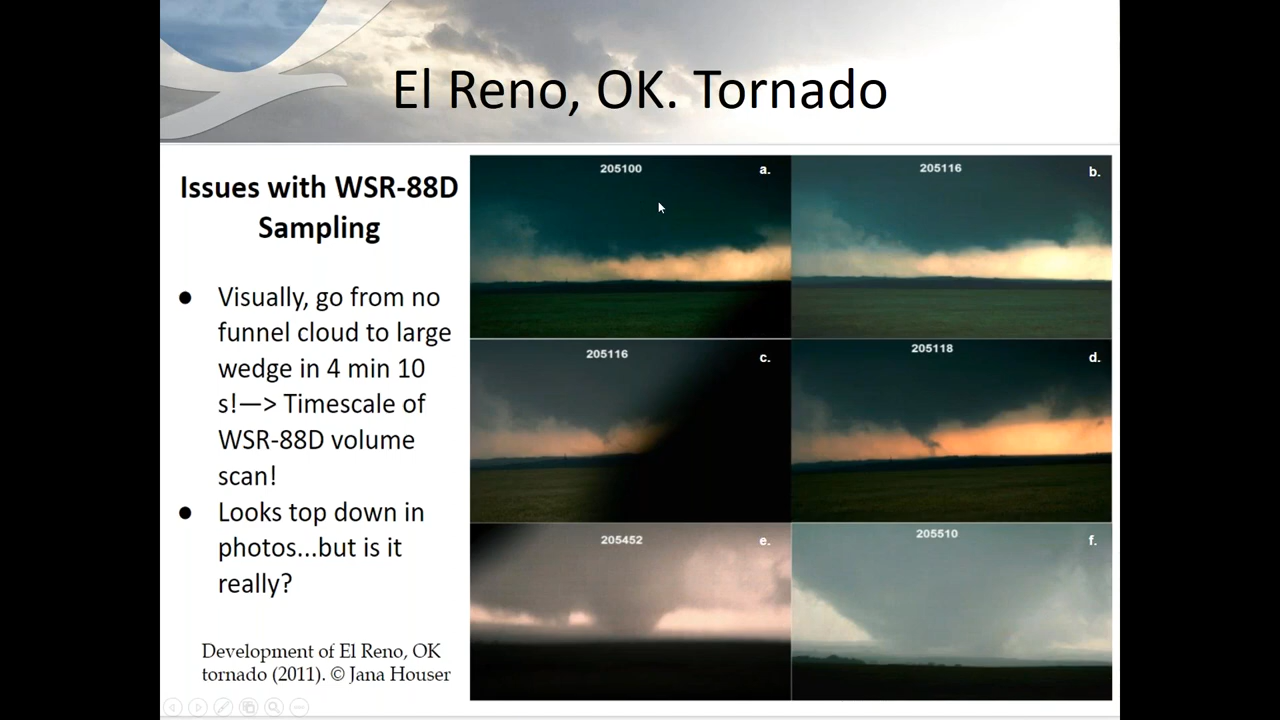 El Reno, OK. Tornado
Issues with WSR-88D
Sampling
● Visually, go from no
funnel cloud to large
wedge in 4 min 10
s!—> Timescale of
WSR-88D volume
scan!
● Looks top down in
photos...but is it
really?
Development of El Reno, OK
tornado (2011). © Jana Houser
205100 a.
205116 b.
205116 c.
205118 d.
205452 e.
205510 f.